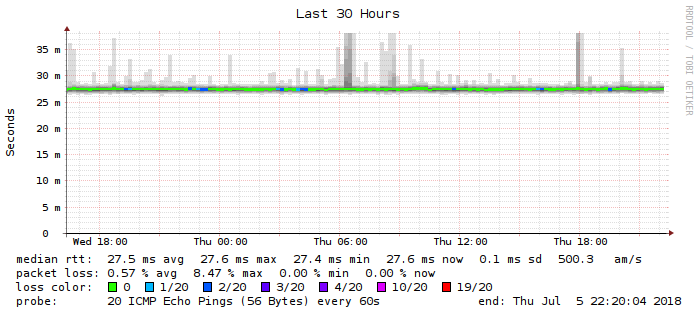 Last 30 Hours
RRDTOOL / TOBI OETIKER
Seconds
35 m
30 m
25 m
20 m
15 m
10 m
5 m
0
Wed 18:00 Thu 00:00 Thu 06:00 Thu 12:00 Thu 18:00
median rtt: 27.5 ms avg 27.6 ms max 27.4 ms min 27.6 ms now 0.1 ms sd 500.3 am/s
packet loss: 0.57 % avg 8.47 % max 0.00 % min 0.00 % now
loss color: 0 1/20 2/20 3/20 4/20 10/20 19/20
probe: 20 ICMP Echo Pings (56 Bytes) every 60s end: Thu Jul 5 22:20:04 2018